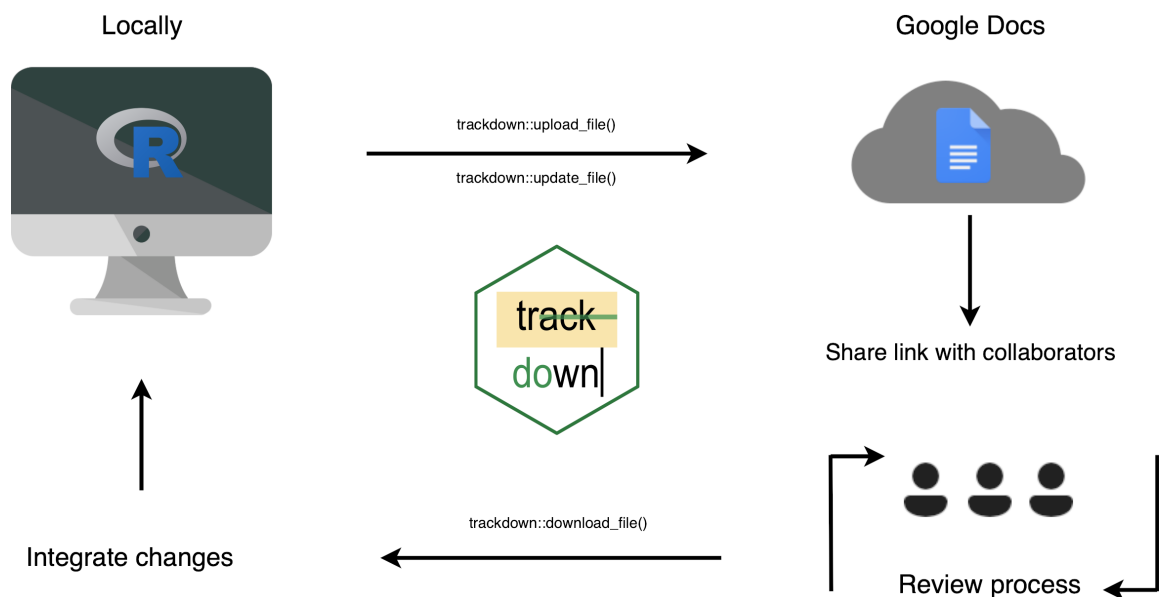 Locally
Google Docs
R
trackdown::upload_file()
trackdown::update_file()
track
down
Share link with collaborators
trackdown::download_file()
Integrate changes
Review process